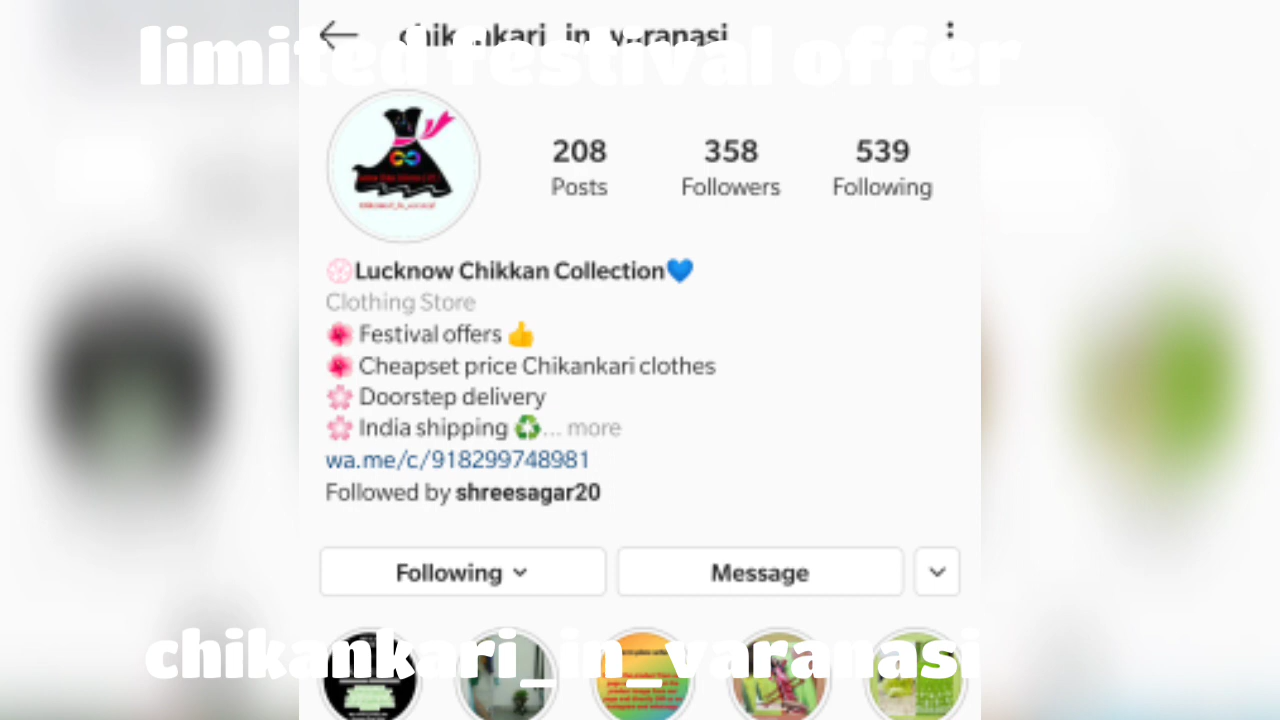 limited festival offer
chikankari_in_varanasi
208
Posts
358
Followers
539
Following
Lucknow Chikkan Collection💙
Clothing Store
🌺 Festival offers 👍
🌺 Cheapset price Chikankari clothes
🌸 Doorstep delivery
🌸 India shipping ♻️... more
wa.me/c/918299748981
Followed by shreesagar20
Following
Message
chikankari_in_varanasi